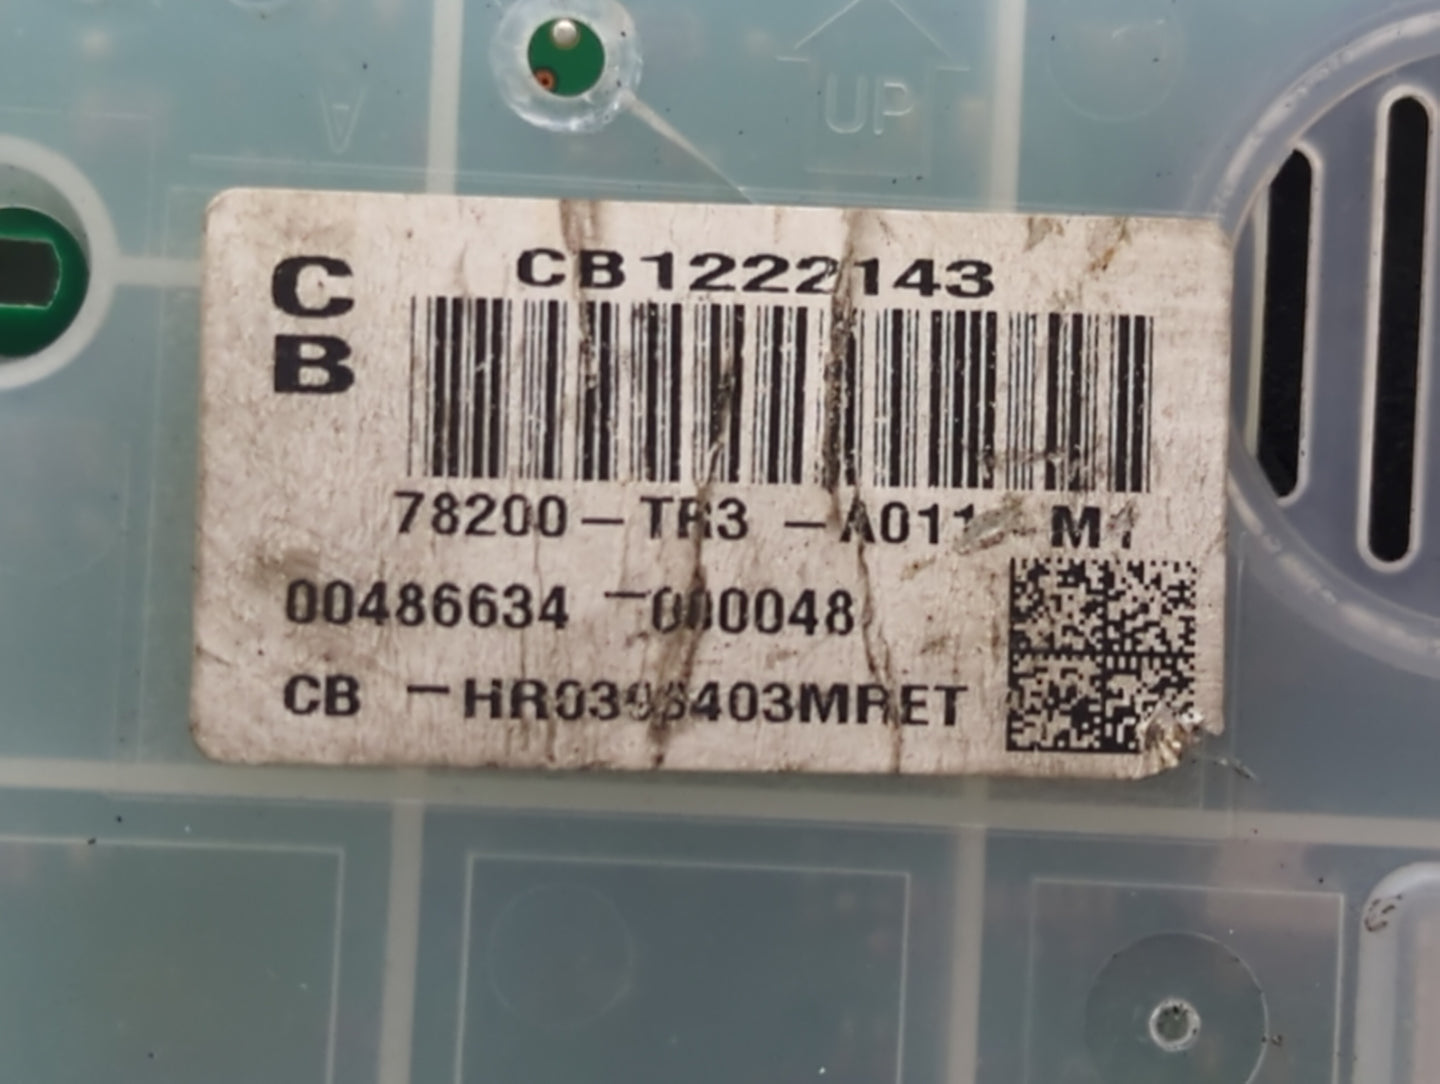 A
UP
C
B
CB1222143
78200-TR3 -A011 M1
00486634 -000048
CB -HR0396403MRET